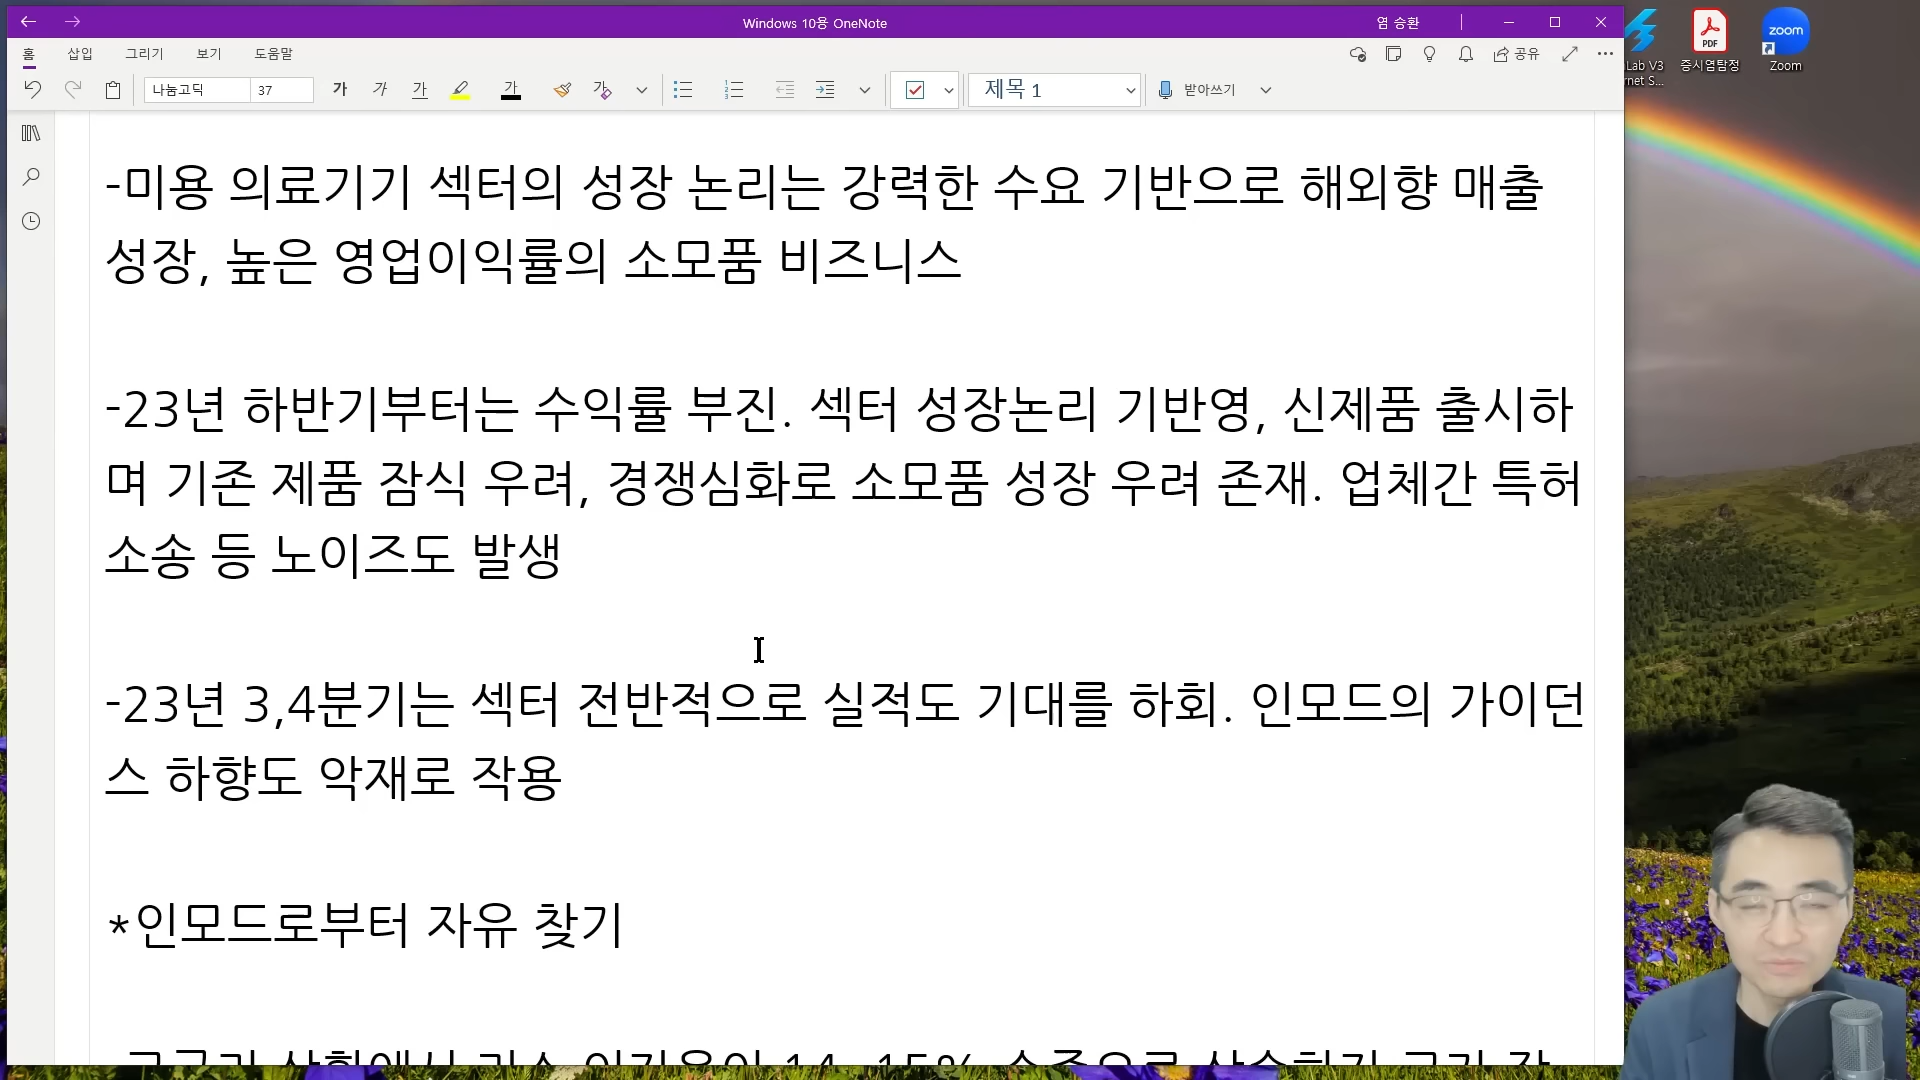 Windows 10용 OneNote
염 승환
홈 삽입 그리기 보기 도움말
공유
나눔고딕 37 가 가 가 가 가 제목 1 받아쓰기
Lab V3
rnet S...
PDF
증시염탐정
zoom
Zoom
-미용 의료기기 섹터의 성장 논리는 강력한 수요 기반으로 해외향 매출
성장, 높은 영업이익률의 소모품 비즈니스
-23년 하반기부터는 수익률 부진. 섹터 성장논리 기반영, 신제품 출시하
며 기존 제품 잠식 우려, 경쟁심화로 소모품 성장 우려 존재. 업체간 특허
소송 등 노이즈도 발생
-23년 3,4분기는 섹터 전반적으로 실적도 기대를 하회. 인모드의 가이던
스 하향도 악재로 작용
*인모드로부터 자유 찾기